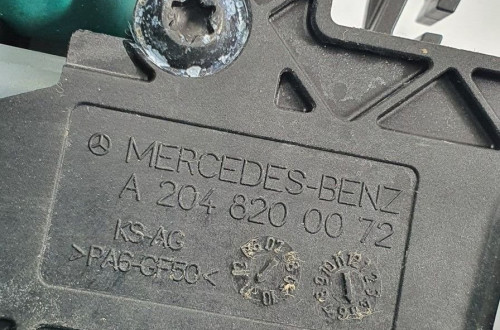 MERCEDES-BENZ
A 204 820 00 72
KS-AG
>PA6-GF50<